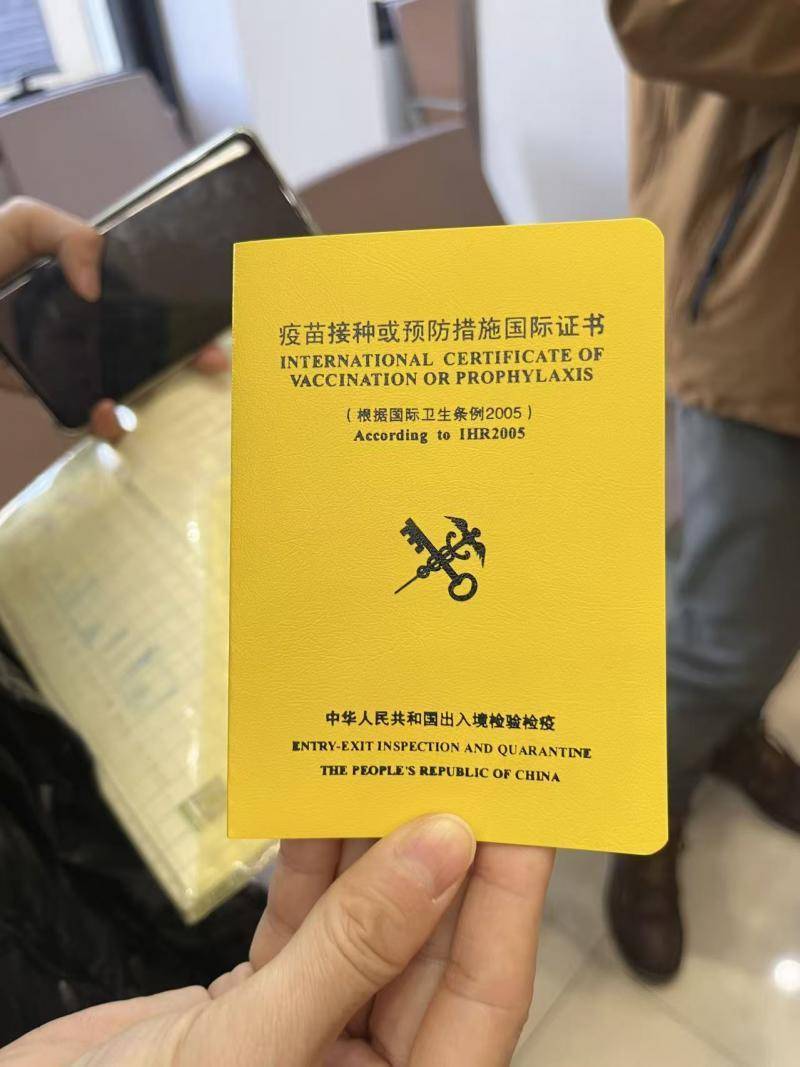 疫苗接种或预防措施国际证书
INTERNATIONAL CERTIFICATE OF
VACCINATION OR PROPHYLAXIS
（根据国际卫生条例2005）
According to IHR2005
中华人民共和国出入境检验检疫
ENTRY-EXIT INSPECTION AND QUARANTINE
THE PEOPLE'S REPUBLIC OF CHINA